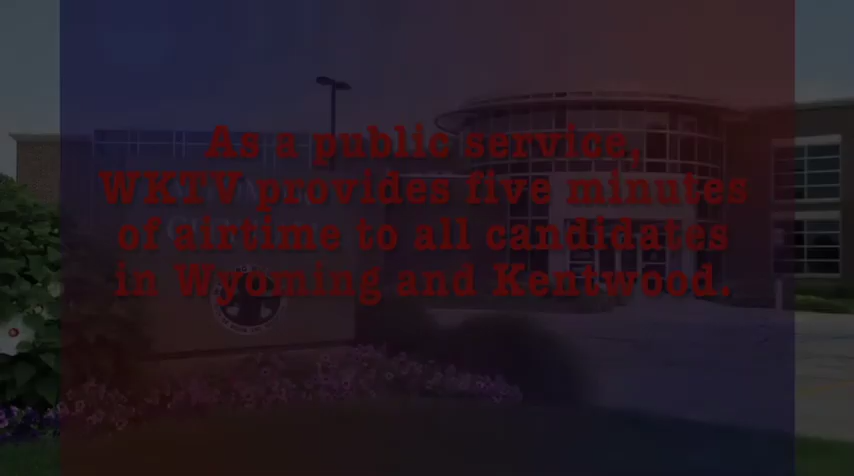 As a public service,
WKTV provides five minutes
of airtime to all candidates
in Wyoming and Kentwood.